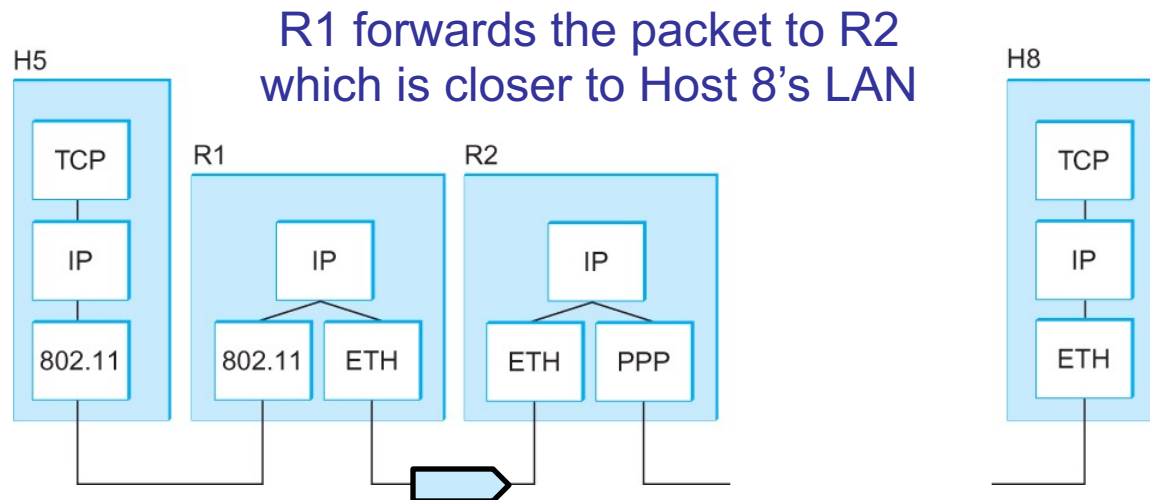 R1 forwards the packet to R2
which is closer to Host 8’s LAN
H5
H8
R1
R2
TCP
TCP
IP
IP
IP
IP
802.11
802.11
ETH
ETH
PPP
ETH